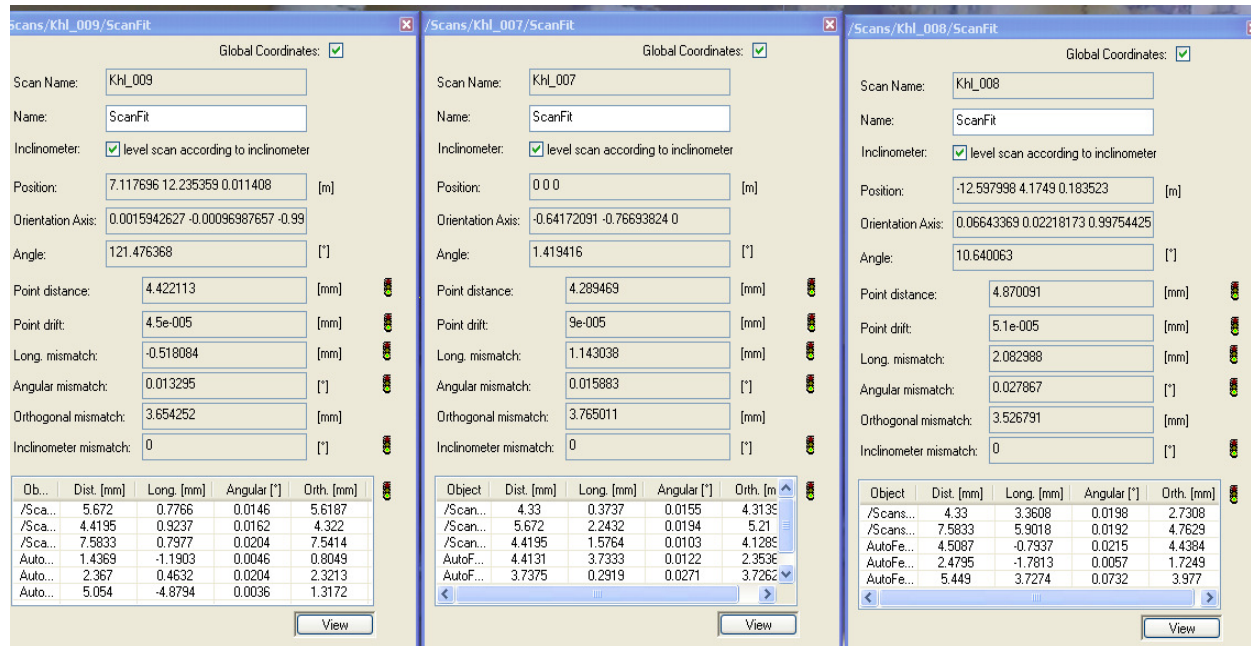 Scans/Khl_009/ScanFit
Global Coordinates:
Scan Name: Khl_009
Name: ScanFit
Inclinometer: level scan according to inclinometer
Position: 7.117696 12.235359 0.011408 [m]
Orientation Axis: 0.0015942627 -0.00096987657 -0.99
Angle: 121.476368 [°]
Point distance: 4.422113 [mm]
Point drift: 4.5e-005 [mm]
Long. mismatch: -0.518084 [mm]
Angular mismatch: 0.013295 [°]
Orthogonal mismatch: 3.654252 [mm]
Inclinometer mismatch: 0 [°]
Ob... Dist. [mm] Long. [mm] Angular [°] Orth. [mm]
/Sca... 5.672 0.7766 0.0146 5.6187
/Sca... 4.4195 0.9237 0.0162 4.322
/Sca... 7.5833 0.7977 0.0204 7.5414
Auto... 1.4369 -1.1903 0.0046 0.8049
Auto... 2.367 0.4632 0.0204 2.3213
Auto... 5.054 -4.8794 0.0036 1.3172
View
/Scans/Khl_007/ScanFit
Global Coordinates:
Scan Name: Khl_007
Name: ScanFit
Inclinometer: level scan according to inclinometer
Position: 0 0 0 [m]
Orientation Axis: -0.64172091 -0.76693824 0
Angle: 1.419416 [°]
Point distance: 4.289469 [mm]
Point drift: 9e-005 [mm]
Long. mismatch: 1.143038 [mm]
Angular mismatch: 0.015883 [°]
Orthogonal mismatch: 3.765011 [mm]
Inclinometer mismatch: 0 [°]
Object Dist. [mm] Long. [mm] Angular [°] Orth. [m
/Scan... 4.33 0.3737 0.0155 4.3139
/Scan... 5.672 2.2432 0.0194 5.21
/Scan... 4.4195 1.5764 0.0103 4.1289
AutoF... 4.4131 3.7333 0.0122 2.3536
AutoF... 3.7375 0.2919 0.0271 3.7262
View
/Scans/Khl_008/ScanFit
Global Coordinates:
Scan Name: Khl_008
Name: ScanFit
Inclinometer: level scan according to inclinometer
Position: -12.597998 4.1749 0.183523 [m]
Orientation Axis: 0.06643369 0.02218173 0.99754425
Angle: 10.640063 [°]
Point distance: 4.870091 [mm]
Point drift: 5.1e-005 [mm]
Long. mismatch: 2.082988 [mm]
Angular mismatch: 0.027867 [°]
Orthogonal mismatch: 3.526791 [mm]
Inclinometer mismatch: 0 [°]
Object Dist. [mm] Long. [mm] Angular [°] Orth. [mm]
/Scans... 4.33 3.3608 0.0198 2.7308
/Scans... 7.5833 5.9018 0.0192 4.7629
AutoFe... 4.5087 -0.7937 0.0215 4.4384
AutoFe... 2.4795 -1.7813 0.0057 1.7249
AutoFe... 5.449 3.7274 0.0732 3.977
View